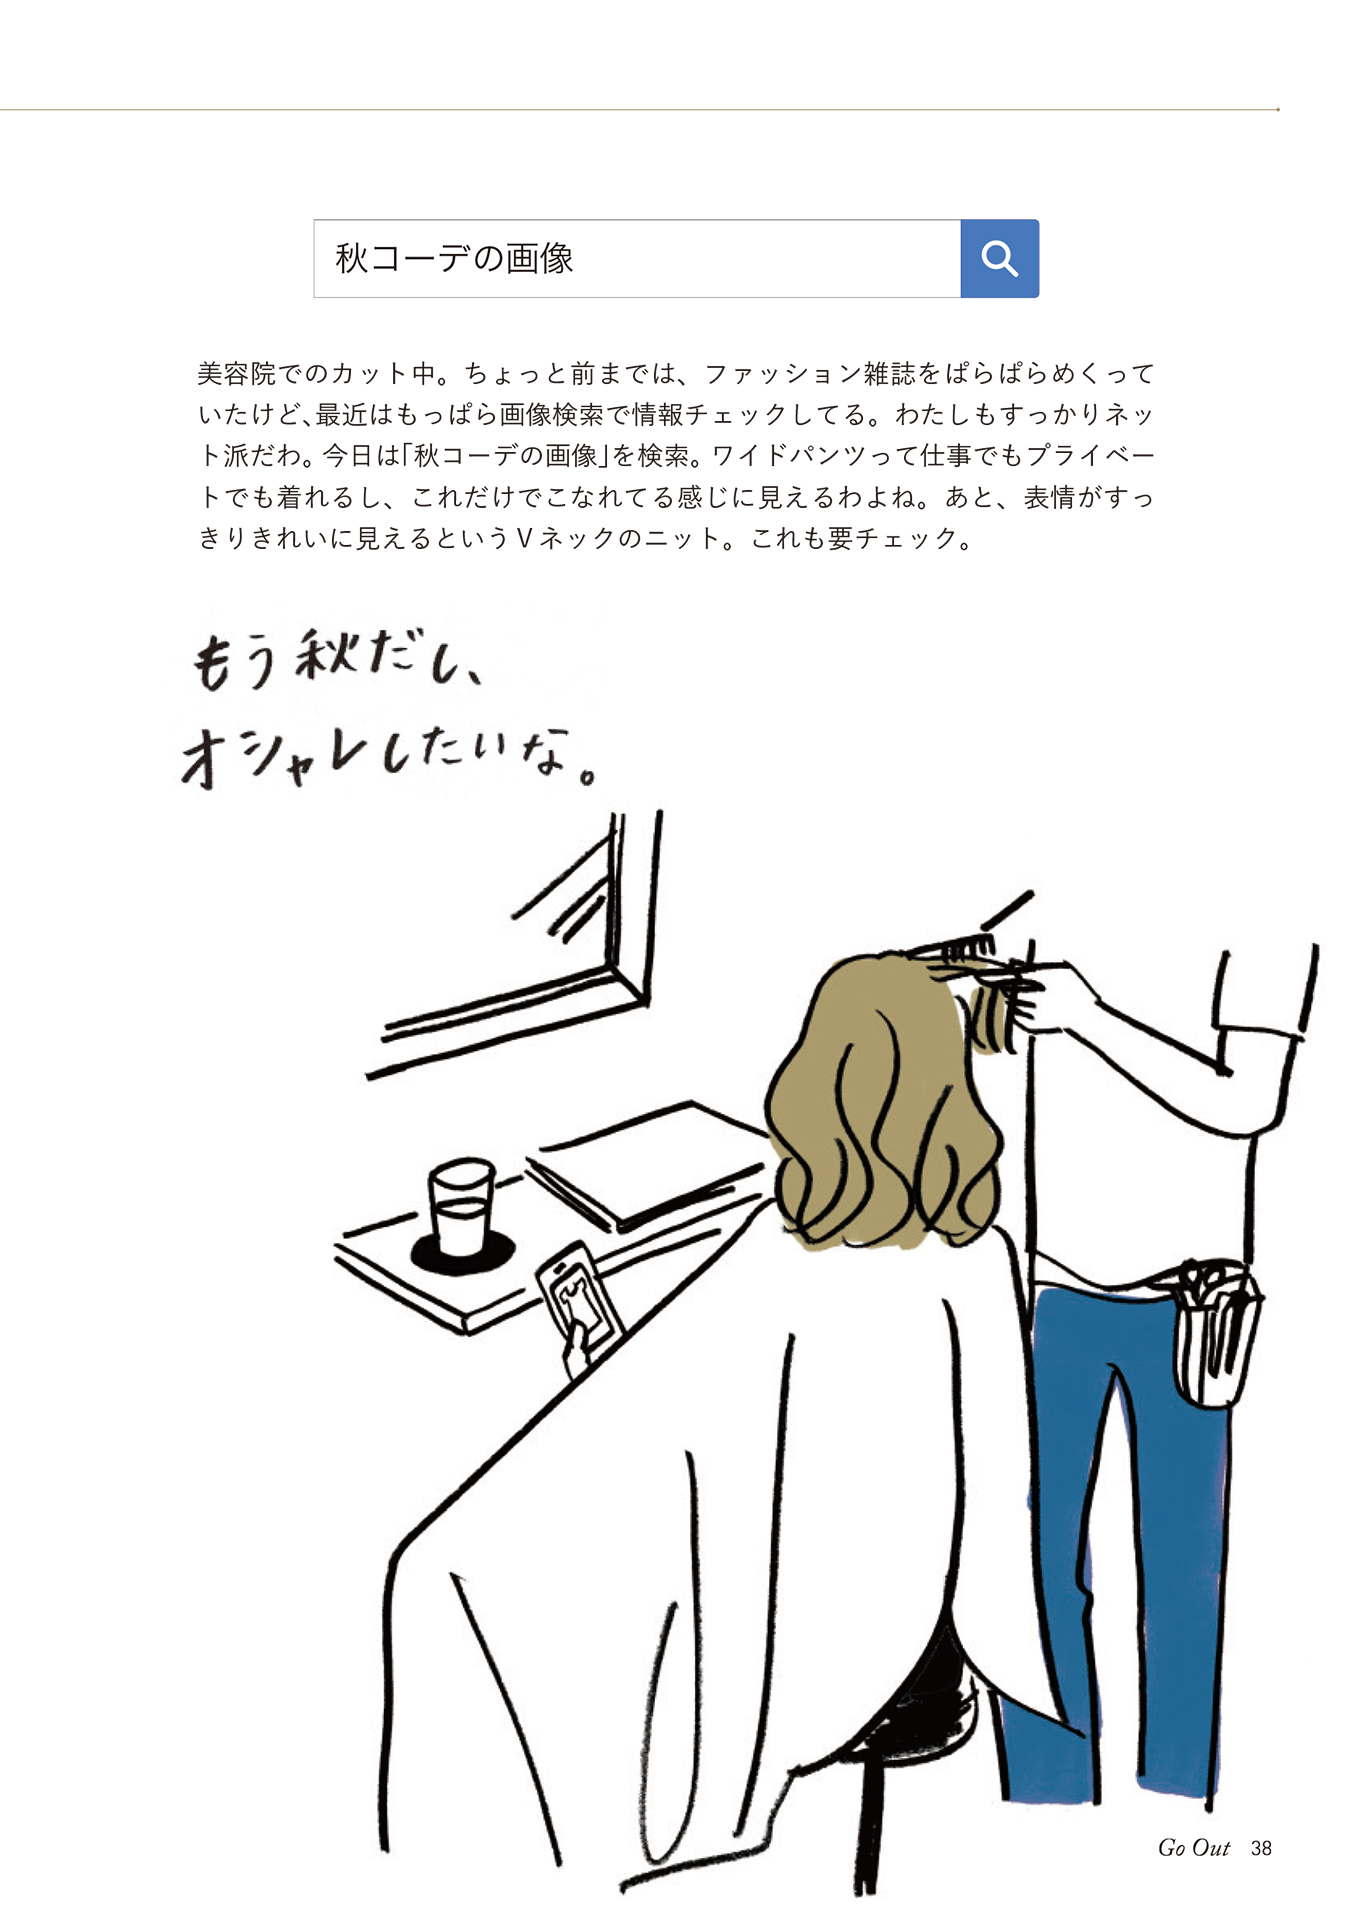 秋コーデの画像
美容院でのカット中。ちょっと前までは、ファッション雑誌をぱらぱらめくって
いたけど、最近はもっぱら画像検索で情報チェックしてる。わたしもすっかりネッ
ト派だわ。今日は「秋コーデの画像」を検索。ワイドパンツって仕事でもプライベー
トでも着れるし、これだけでこなれてる感じに見えるわよね。あと、表情がすっ
きりきれいに見えるというVネックのニット。これも要チェック。
もう秋だし、
オシャレしたいな。
Go Out 38